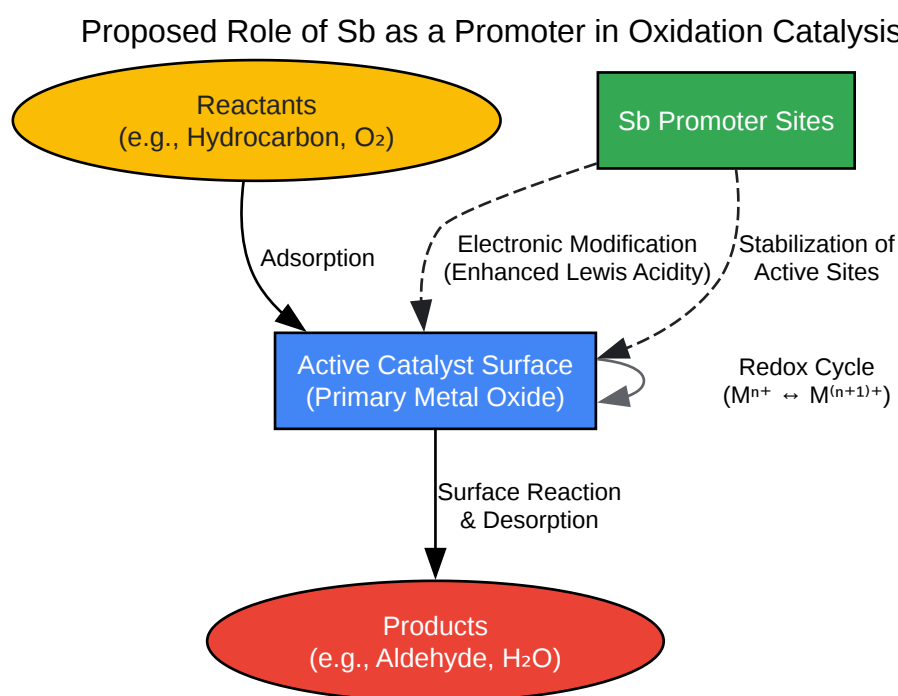 Proposed Role of Sb as a Promoter in Oxidation Catalysis
Reactants
(e.g., Hydrocarbon, O₂)
Sb Promoter Sites
Adsorption
Electronic Modification
(Enhanced Lewis Acidity)
Stabilization of
Active Sites
Active Catalyst Surface
(Primary Metal Oxide)
Redox Cycle
(Mⁿ⁺ ↔ M⁽ⁿ⁺¹⁾⁺)
Surface Reaction
& Desorption
Products
(e.g., Aldehyde, H₂O)